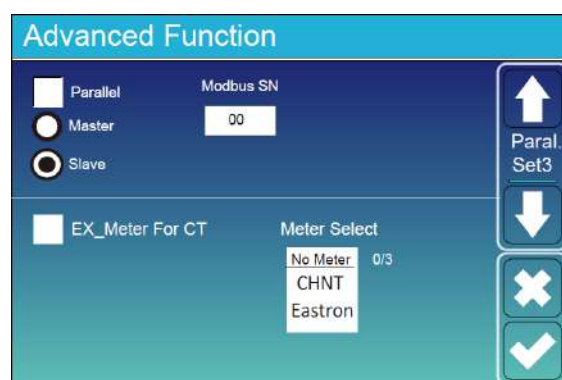 Advanced Function
Parallel
Modbus SN
Master
00
Slave
Paral.
Set3
EX_Meter For CT
Meter Select
No Meter 0/3
CHNT
Eastron